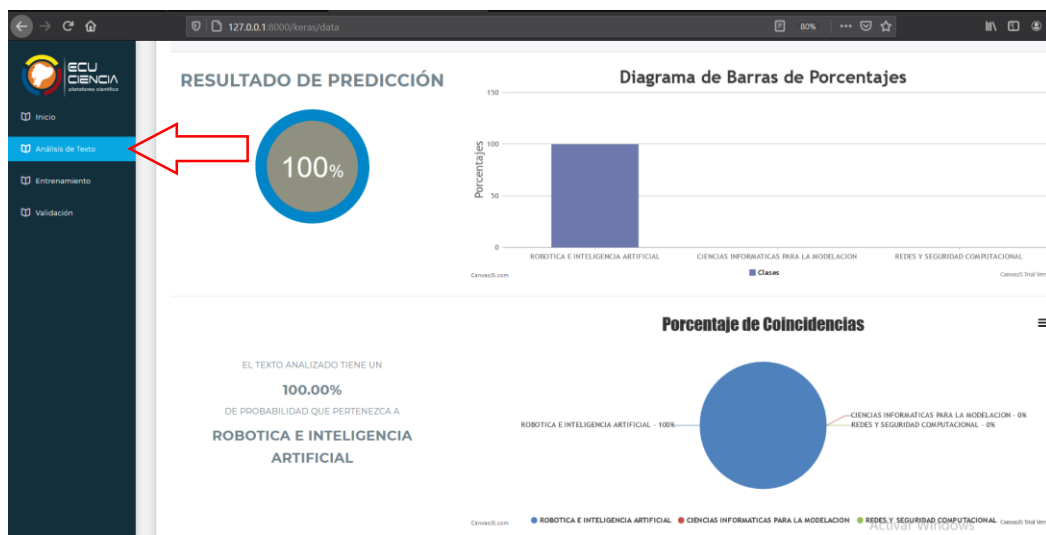 127.0.0.1:8000/keras/data
80%
ECU
CIENCIA
plataforma científica
Inicio
Análisis de Texto
Entrenamiento
Validación
RESULTADO DE PREDICCIÓN
100%
Diagrama de Barras de Porcentajes
Porcentajes
150
100
50
0
ROBOTICA E INTELIGENCIA ARTIFICIAL
CIENCIAS INFORMATICAS PARA LA MODELACION
REDES Y SEGURIDAD COMPUTACIONAL
Clases
CanvasJS.com
CanvasJS Trial Vers
EL TEXTO ANALIZADO TIENE UN
100.00%
DE PROBABILIDAD QUE PERTENEZCA A
ROBOTICA E INTELIGENCIA
ARTIFICIAL
Porcentaje de Coincidencias
ROBOTICA E INTELIGENCIA ARTIFICIAL - 100%
CIENCIAS INFORMATICAS PARA LA MODELACION - 0%
REDES Y SEGURIDAD COMPUTACIONAL - 0%
ROBOTICA E INTELIGENCIA ARTIFICIAL
CIENCIAS INFORMATICAS PARA LA MODELACION
REDES Y SEGURIDAD COMPUTACIONAL
CanvasJS.com
CanvasJS Trial Vers
Activar Windows